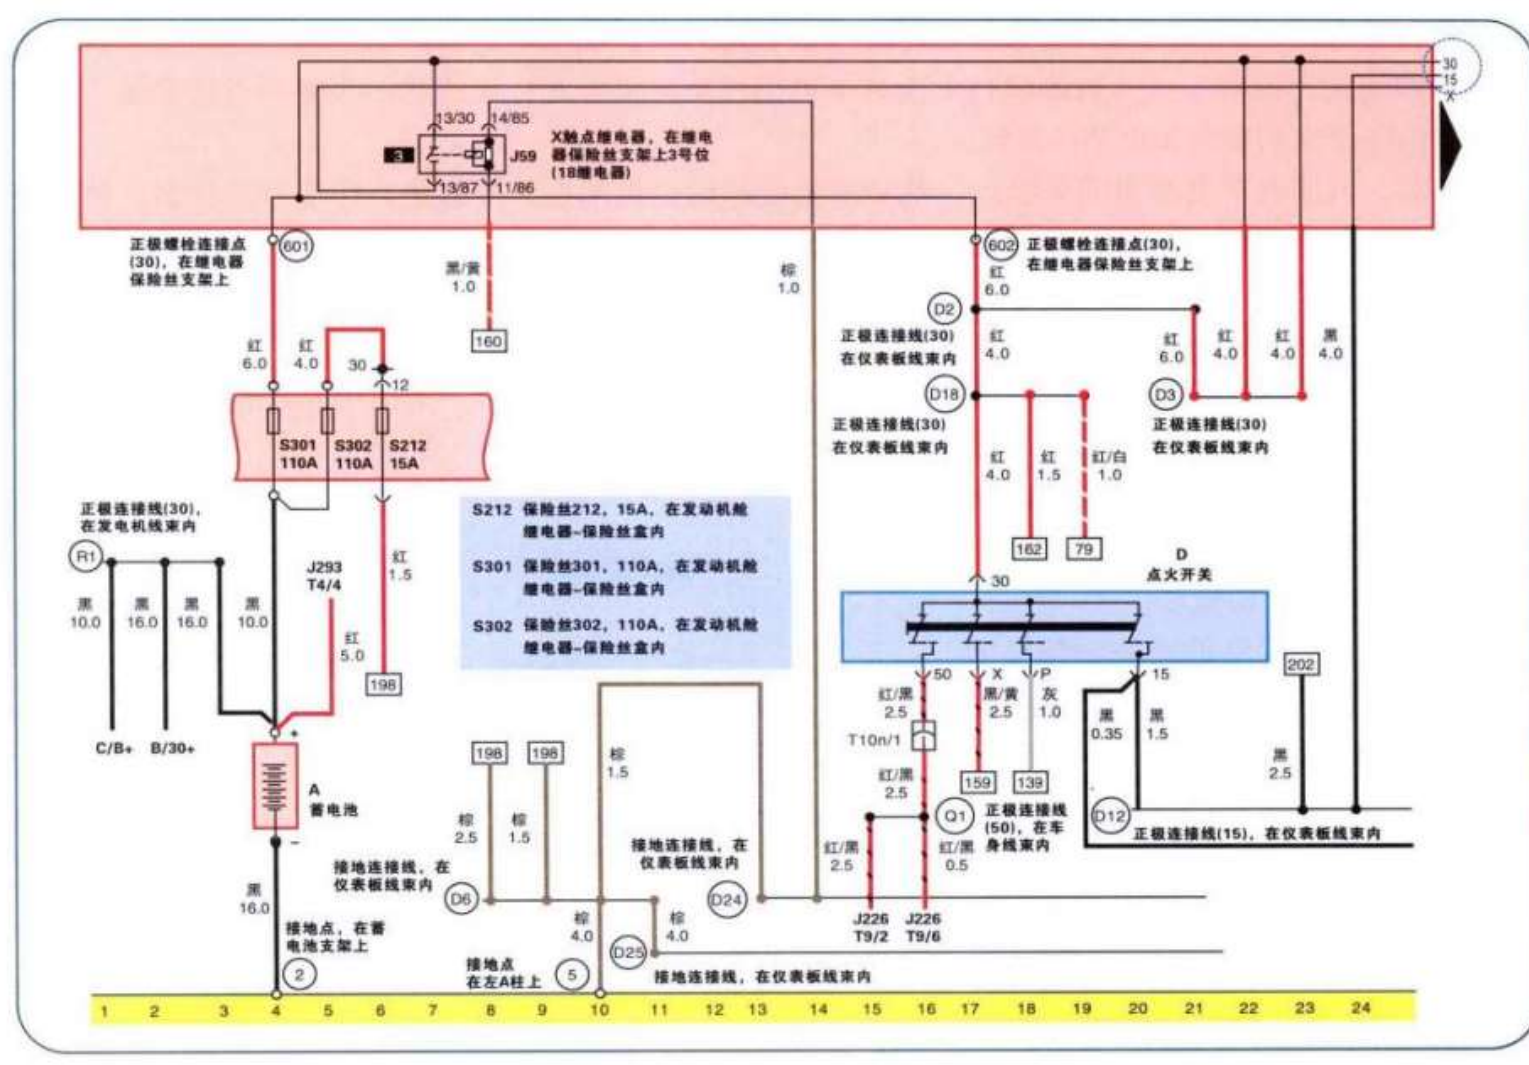 30
15
X
13/30
14/85
3
J59
X触点继电器，在继电
器保险丝支架上3号位
(18继电器)
13/87
11/86
正极螺栓连接点
(30)，在继电器
保险丝支架上
601
黑/黄
1.0
160
棕
1.0
602
正极螺栓连接点(30)，
在继电器保险丝支架上
红
6.0
D2
正极连接线(30)
在仪表板线束内
红
4.0
红
6.0
红
4.0
红
4.0
黑
4.0
红
6.0
红
4.0
30
12
S301
110A
S302
110A
S212
15A
D18
正极连接线(30)
在仪表板线束内
D3
正极连接线(30)
在仪表板线束内
红
4.0
红
1.5
红/白
1.0
162
79
正极连接线(30)，
在发电机线束内
R1
S212 保险丝212，15A，在发动机舱
继电器–保险丝盒内
S301 保险丝301，110A，在发动机舱
继电器–保险丝盒内
S302 保险丝302，110A，在发动机舱
继电器–保险丝盒内
J293
T4/4
红
1.5
黑
10.0
黑
16.0
黑
16.0
黑
10.0
红
5.0
198
C/B+
B/30+
+
A
蓄电池
−
黑
16.0
接地点，在蓄
电池支架上
2
D
点火开关
30
50
X
P
15
202
红/黑
2.5
黑/黄
2.5
灰
1.0
黑
0.35
黑
1.5
T10n/1
红/黑
2.5
159
139
黑
2.5
Q1
正极连接线
(50)，在车
身线束内
D12
正极连接线(15)，在仪表板线束内
红/黑
2.5
红/黑
0.5
J226
T9/2
J226
T9/6
198
198
棕
1.5
棕
2.5
棕
1.5
接地连接线，在
仪表板线束内
D6
接地连接线，在
仪表板线束内
D24
棕
4.0
棕
4.0
D25
接地连接线，在仪表板线束内
接地点
在左A柱上
5
1 2 3 4 5 6 7 8 9 10 11 12 13 14 15 16 17 18 19 20 21 22 23 24